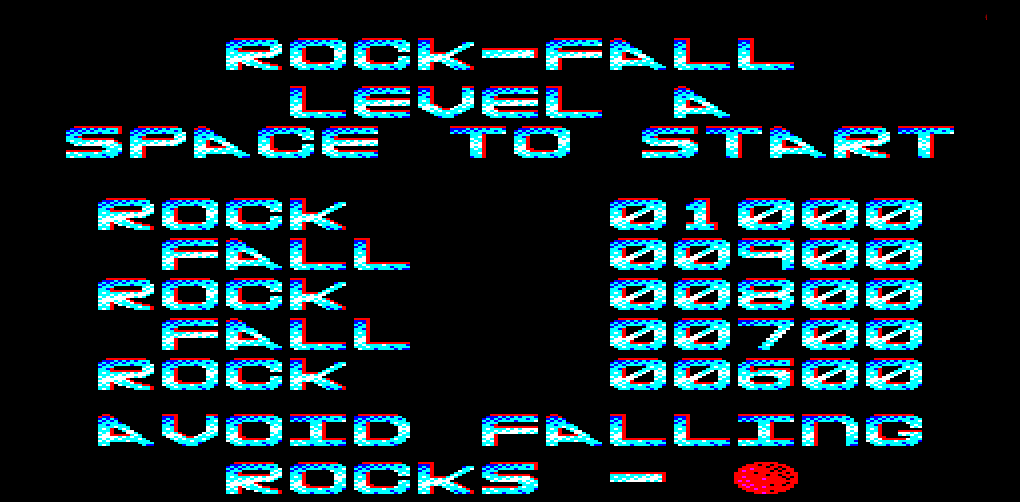 ROCK-FALL
LEVEL A
SPACE TO START
ROCK 01000
FALL 00900
ROCK 00800
FALL 00700
ROCK 00600
AVOID FALLING
ROCKS -